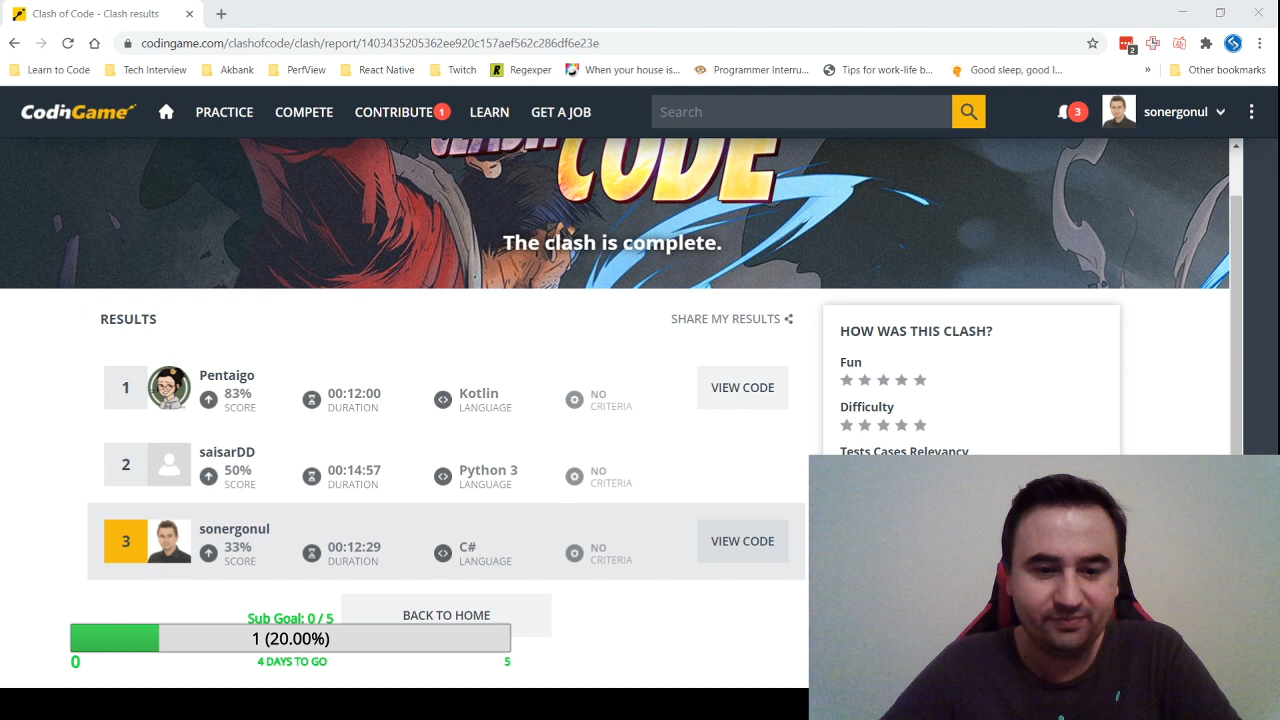 Clash of Code - Clash results
codingame.com/clashofcode/clash/report/1403435205362ee920c157aef562c286df6e23e
2
Learn to Code Tech Interview Akbank PerfView React Native Twitch R Regexper When your house is... Programmer Interru... Tips for work-life b... Good sleep, good l... » Other bookmarks
CodinGame PRACTICE COMPETE CONTRIBUTE 1 LEARN GET A JOB Search 3 sonergonul
CLASH
CODE
The clash is complete.
RESULTS SHARE MY RESULTS
1 Pentaigo
83% SCORE 00:12:00 DURATION Kotlin LANGUAGE NO CRITERIA VIEW CODE
2 saisarDD
50% SCORE 00:14:57 DURATION Python 3 LANGUAGE NO CRITERIA
3 sonergonul
33% SCORE 00:12:29 DURATION C# LANGUAGE NO CRITERIA VIEW CODE
BACK TO HOME
HOW WAS THIS CLASH?
Fun
Difficulty
Tests Cases Relevancy
Sub Goal: 0 / 5
1 (20.00%)
0 4 DAYS TO GO 5